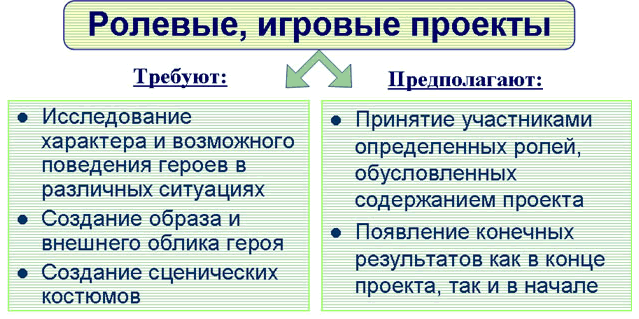 Ролевые, игровые проекты
Требуют:
● Исследование
характера и возможного
поведения героев в
различных ситуациях
● Создание образа и
внешнего облика героя
● Создание сценических
костюмов
Предполагают:
● Принятие участниками
определенных ролей,
обусловленных
содержанием проекта
● Появление конечных
результатов как в конце
проекта, так и в начале